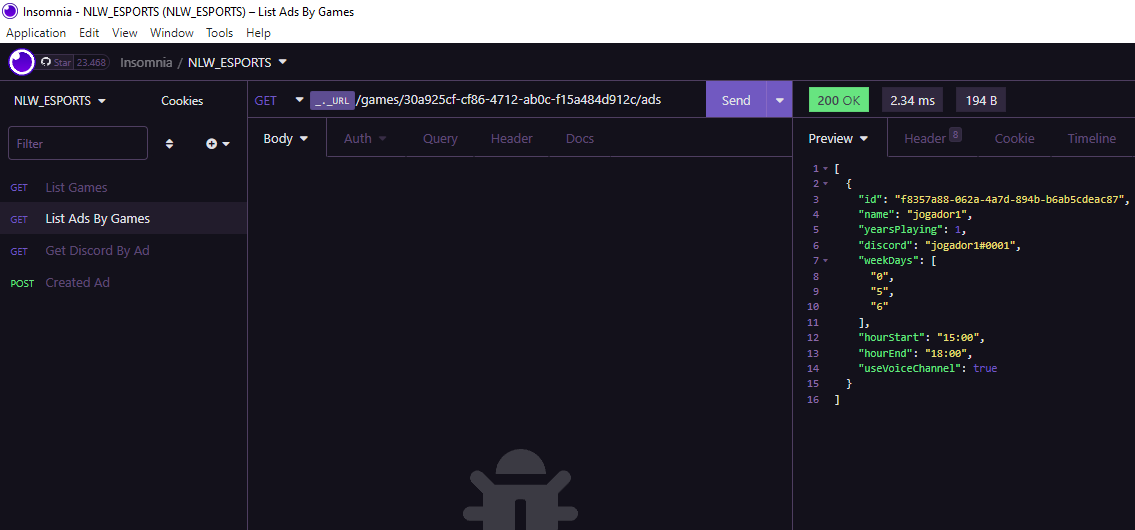 Insomnia - NLW_ESPORTS (NLW_ESPORTS) – List Ads By Games
Application Edit View Window Tools Help
Star 23.468 Insomnia / NLW_ESPORTS
NLW_ESPORTS Cookies
GET _._URL /games/30a925cf-cf86-4712-ab0c-f15a484d912c/ads Send
200 OK 2.34 ms 194 B
Filter
Body Auth Query Header Docs
Preview Header 8 Cookie Timeline
GET List Games
GET List Ads By Games
GET Get Discord By Ad
POST Created Ad
1 [
2 {
3 "id": "f8357a88-062a-4a7d-894b-b6ab5cdeac87",
4 "name": "jogador1",
5 "yearsPlaying": 1,
6 "discord": "jogador1#0001",
7 "weekDays": [
8 "0",
9 "5",
10 "6"
11 ],
12 "hourStart": "15:00",
13 "hourEnd": "18:00",
14 "useVoiceChannel": true
15 }
16 ]